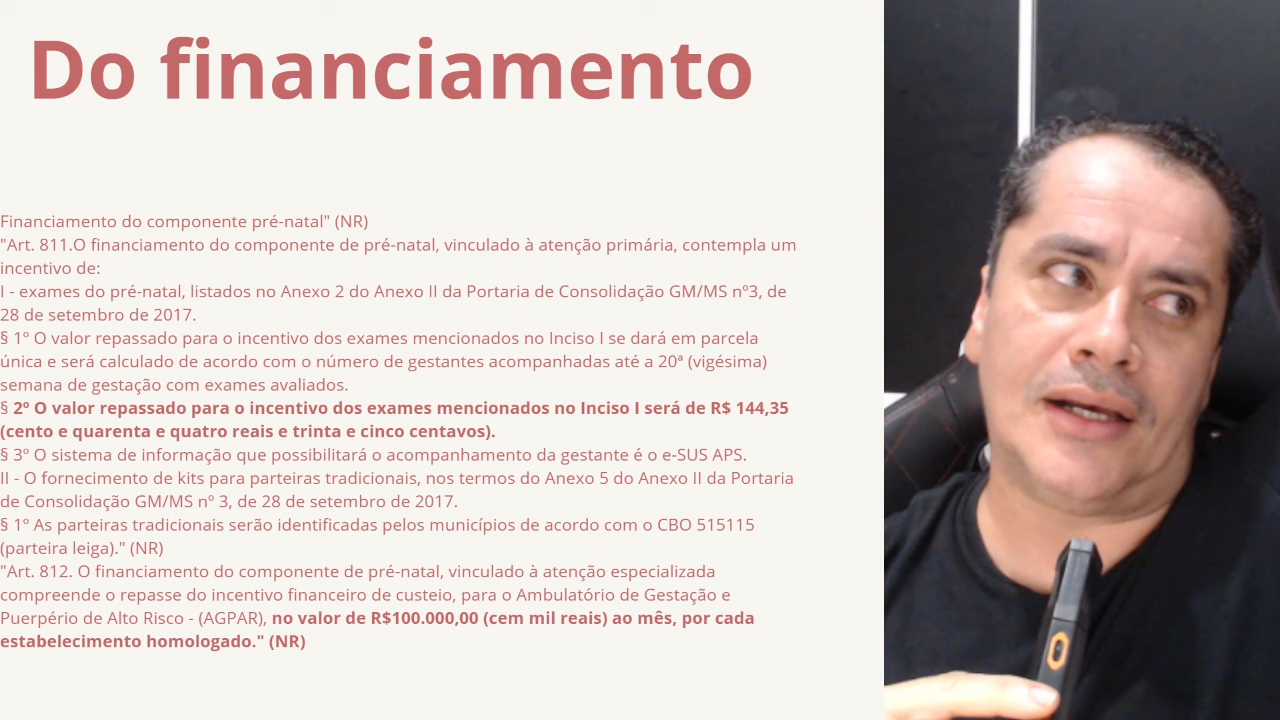 Do financiamento
Financiamento do componente pré-natal" (NR)
"Art. 811.O financiamento do componente de pré-natal, vinculado à atenção primária, contempla um
incentivo de:
I - exames do pré-natal, listados no Anexo 2 do Anexo II da Portaria de Consolidação GM/MS nº3, de
28 de setembro de 2017.
§ 1º O valor repassado para o incentivo dos exames mencionados no Inciso I se dará em parcela
única e será calculado de acordo com o número de gestantes acompanhadas até a 20ª (vigésima)
semana de gestação com exames avaliados.
§ 2º O valor repassado para o incentivo dos exames mencionados no Inciso I será de R$ 144,35
(cento e quarenta e quatro reais e trinta e cinco centavos).
§ 3º O sistema de informação que possibilitará o acompanhamento da gestante é o e-SUS APS.
II - O fornecimento de kits para parteiras tradicionais, nos termos do Anexo 5 do Anexo II da Portaria
de Consolidação GM/MS nº 3, de 28 de setembro de 2017.
§ 1º As parteiras tradicionais serão identificadas pelos municípios de acordo com o CBO 515115
(parteira leiga)." (NR)
"Art. 812. O financiamento do componente de pré-natal, vinculado à atenção especializada
compreende o repasse do incentivo financeiro de custeio, para o Ambulatório de Gestação e
Puerpério de Alto Risco - (AGPAR), no valor de R$100.000,00 (cem mil reais) ao mês, por cada
estabelecimento homologado." (NR)